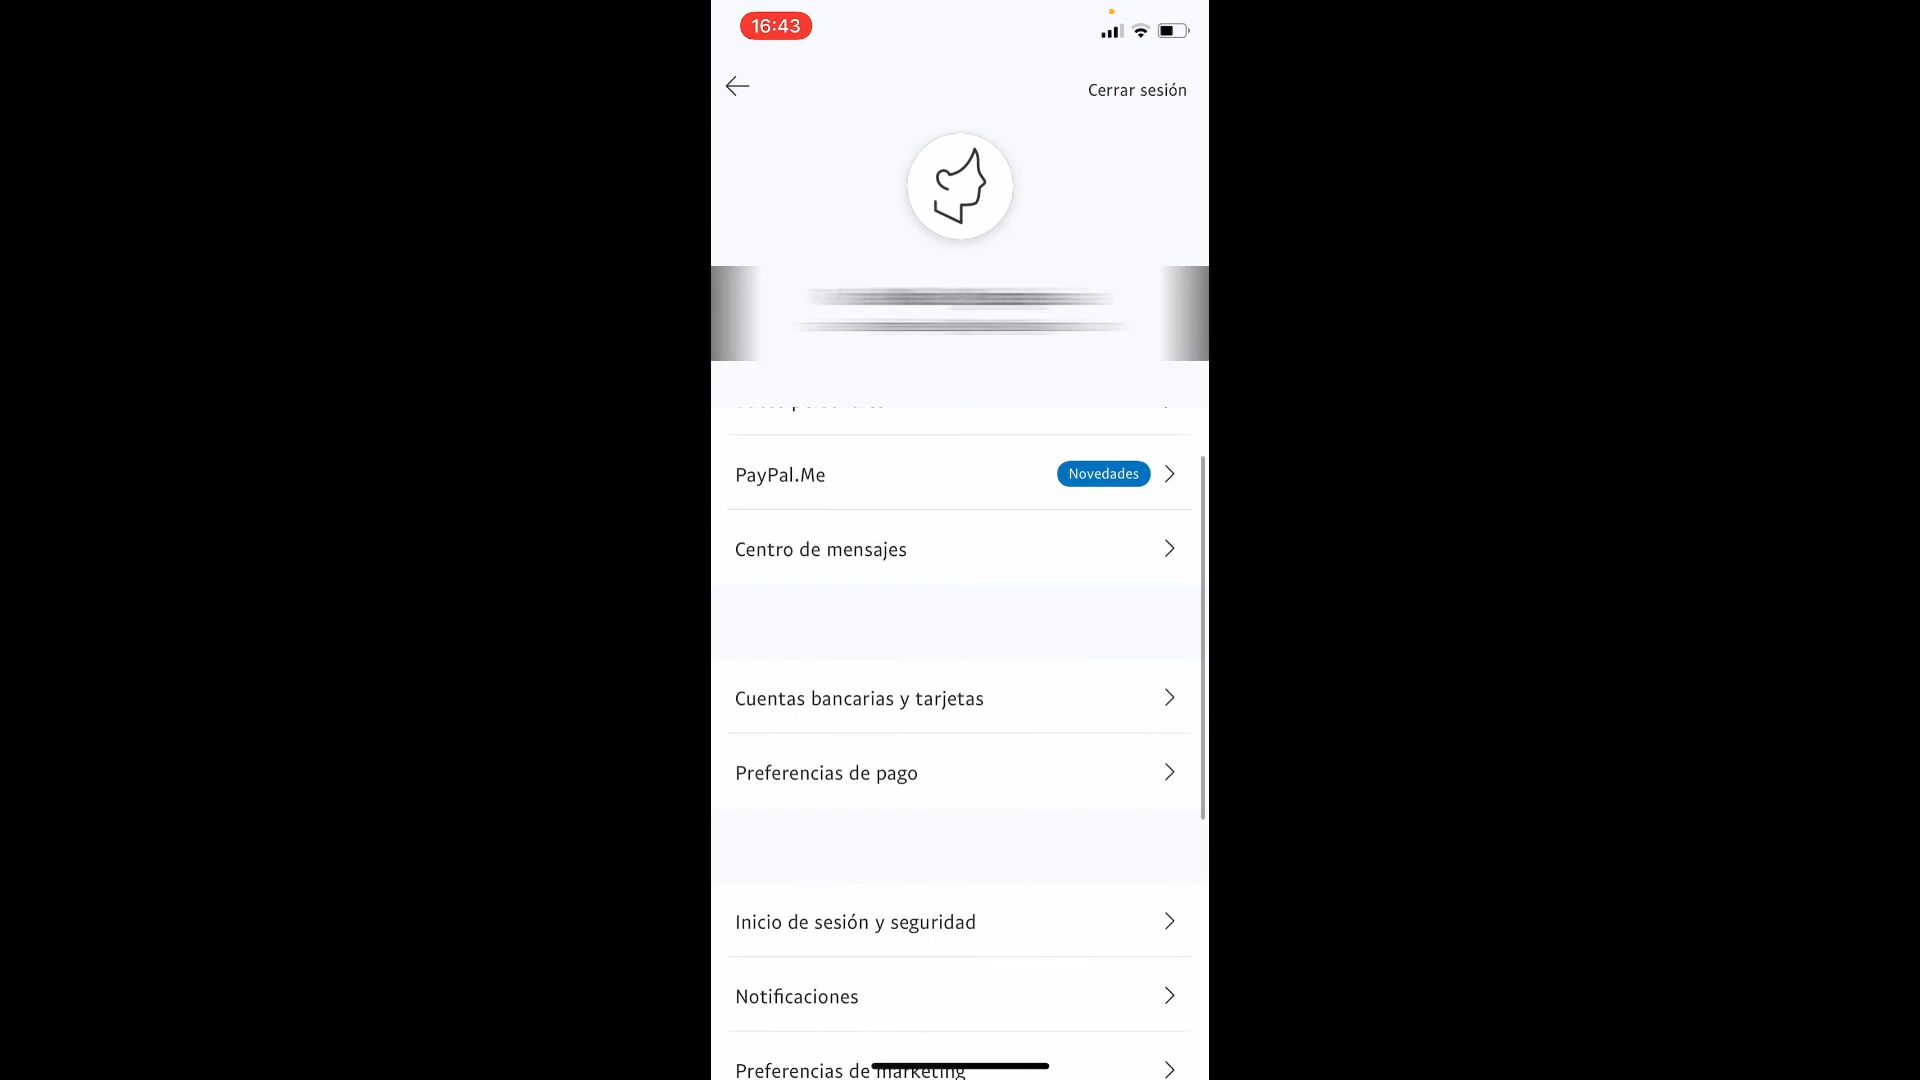 16:43
Cerrar sesión
PayPal.Me
Novedades
Centro de mensajes
Cuentas bancarias y tarjetas
Preferencias de pago
Inicio de sesión y seguridad
Notificaciones
Preferencias de marketing